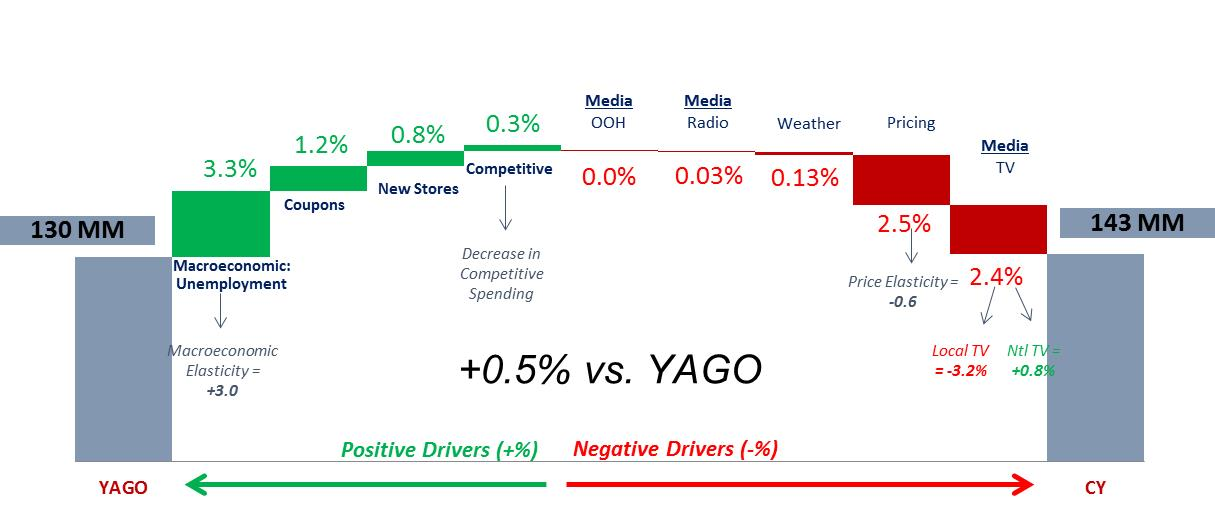 Media
OOH
Media
Radio
Weather
Pricing
Media
TV
3.3%
1.2%
0.8%
0.3%
0.0%
0.03%
0.13%
2.5%
2.4%
130 MM
143 MM
Macroeconomic:
Unemployment
Coupons
New Stores
Competitive
Macroeconomic
Elasticity =
+3.0
Decrease in
Competitive
Spending
Price Elasticity =
-0.6
Local TV
= -3.2%
Ntl TV =
+0.8%
+0.5% vs. YAGO
Positive Drivers (+%)
Negative Drivers (-%)
YAGO
CY